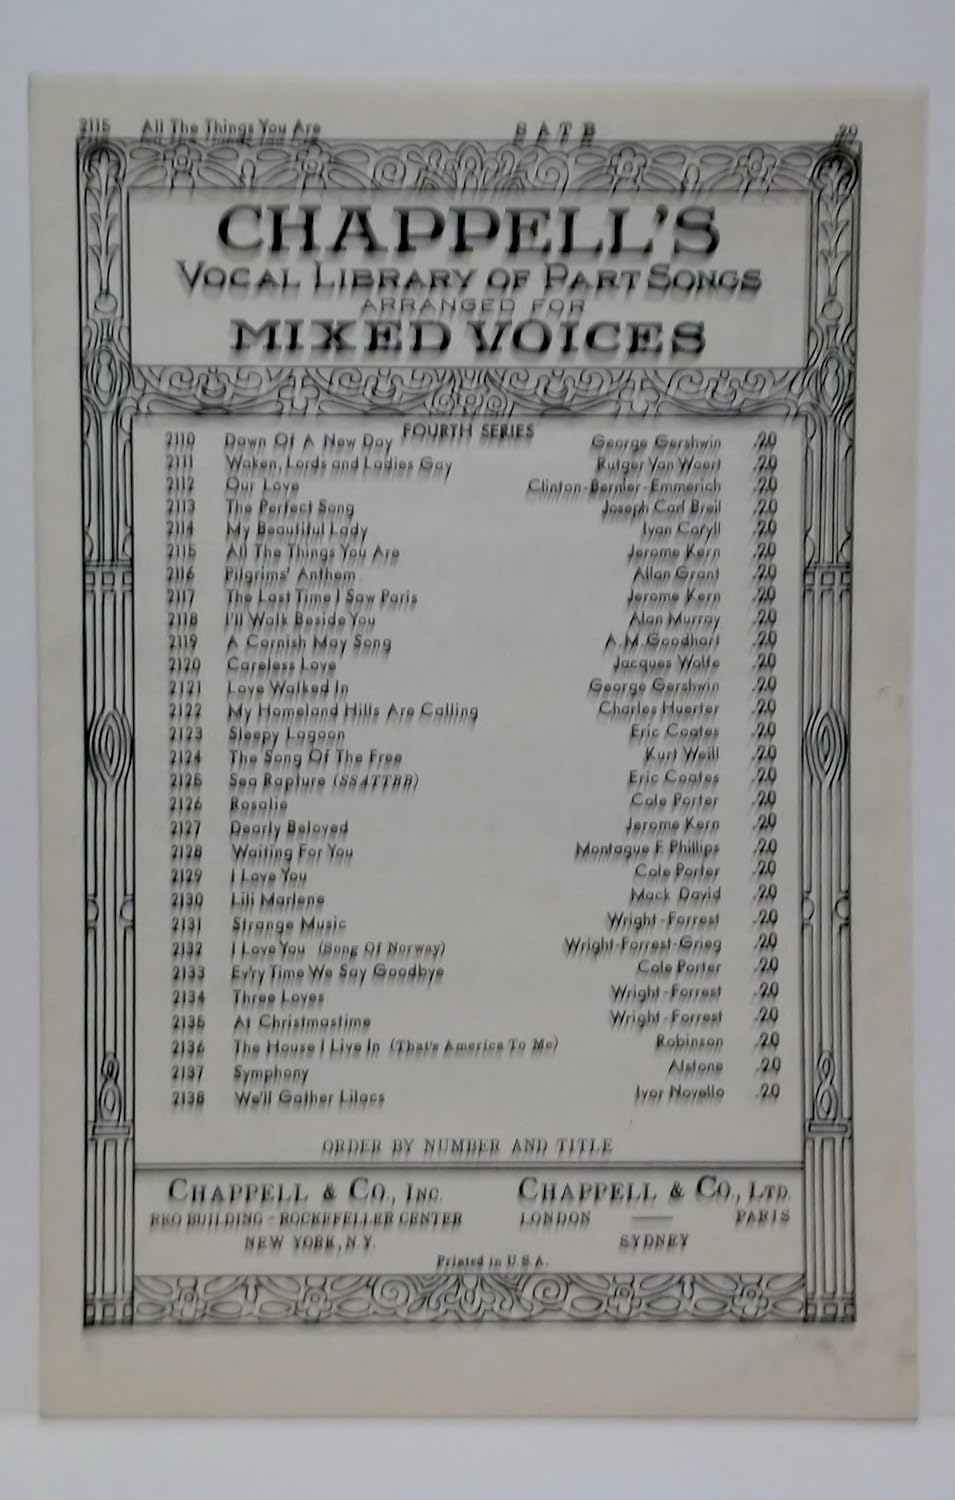 2115 All The Things You Are S A T B .20
CHAPPELL'S
VOCAL LIBRARY OF PART SONGS
ARRANGED FOR
MIXED VOICES
FOURTH SERIES
2110 Dawn Of A New Day George Gershwin .20
2111 Waken, Lords and Ladies Gay Rutger Van Woert .20
2112 Our Love Clinton-Bernier-Emmerich .20
2113 The Perfect Song Joseph Carl Breil .20
2114 My Beautiful Lady Ivan Caryll .20
2115 All The Things You Are Jerome Kern .20
2116 Pilgrims' Anthem Allan Grant .20
2117 The Last Time I Saw Paris Jerome Kern .20
2118 I'll Walk Beside You Alan Murray .20
2119 A Cornish May Song A.M. Goodhart .20
2120 Careless Love Jacques Wolfe .20
2121 Love Walked In George Gershwin .20
2122 My Homeland Hills Are Calling Charles Huerter .20
2123 Sleepy Lagoon Eric Coates .20
2124 The Song Of The Free Kurt Weill .20
2125 Sea Rapture (SSATTBB) Eric Coates .20
2126 Rosalie Cole Porter .20
2127 Dearly Beloved Jerome Kern .20
2128 Waiting For You Montague F. Phillips .20
2129 I Love You Cole Porter .20
2130 Lili Marlene Mack David .20
2131 Strange Music Wright-Forrest .20
2132 I Love You (Song Of Norway) Wright-Forrest-Grieg .20
2133 Ev'ry Time We Say Goodbye Cole Porter .20
2134 Three Loves Wright-Forrest .20
2135 At Christmastime Wright-Forrest .20
2136 The House I Live In (That's America To Me) Robinson .20
2137 Symphony Alstone .20
2138 We'll Gather Lilacs Ivor Novello .20
ORDER BY NUMBER AND TITLE
CHAPPELL & CO., INC. CHAPPELL & CO., LTD.
RKO BUILDING - ROCKEFELLER CENTER LONDON — PARIS
NEW YORK, N.Y. SYDNEY
Printed in U.S.A.